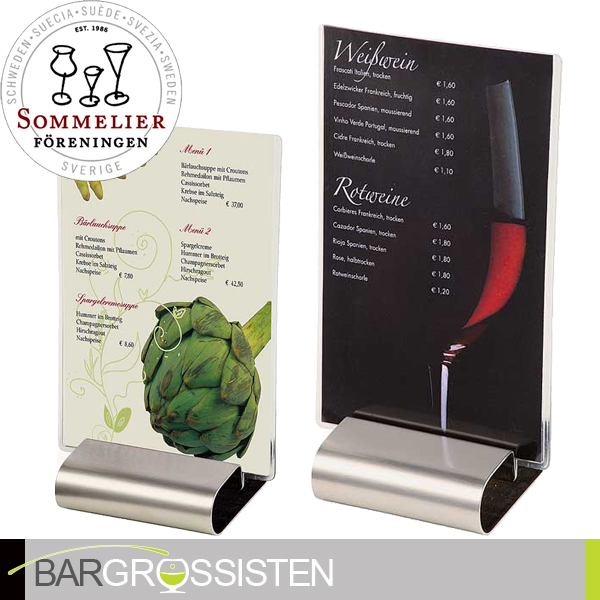 SCHWEDEN·SUECIA·SUÈDE·SVEZIA·SWEDEN
EST. 1986
SOMMELIER
FÖRENINGEN
SVERIGE
Menü 1
Bärlauchsuppe mit Croutons
Rehmedaillon mit Pflaumen
Cassissorbet
Krebse im Salzteig
Nachspeise € 37,00
Bärlauchsuppe
mit Croutons
Rehmedaillon mit Pflaumen
Cassissorbet
Krebse im Salzteig
Nachspeise € 7,80
Menü 2
Spargelcreme
Hummer im Brotteig
Champagnersorbet
Hirschragout
Nachspeise € 42,50
Spargelcremesuppe
Hummer im Brotteig
Champagnersorbet
Hirschragout
Nachspeise € 8,60
Weißwein
Frascati Italien, trocken € 1,60
Edelzwicker Frankreich, fruchtig € 1,60
Pescador Spanien, moussierend € 1,60
Vinho Verde Portugal, moussierend € 1,60
Cidre Frankreich, trocken € 1,80
Weißweinschorle € 1,10
Rotweine
Corbieres Frankreich, trocken € 1,60
Cazador Spanien, trocken € 1,80
Rioja Spanien, trocken € 1,80
Rose, halbtrocken € 1,80
Rotweinschorle € 1,20
BARGROSSISTEN